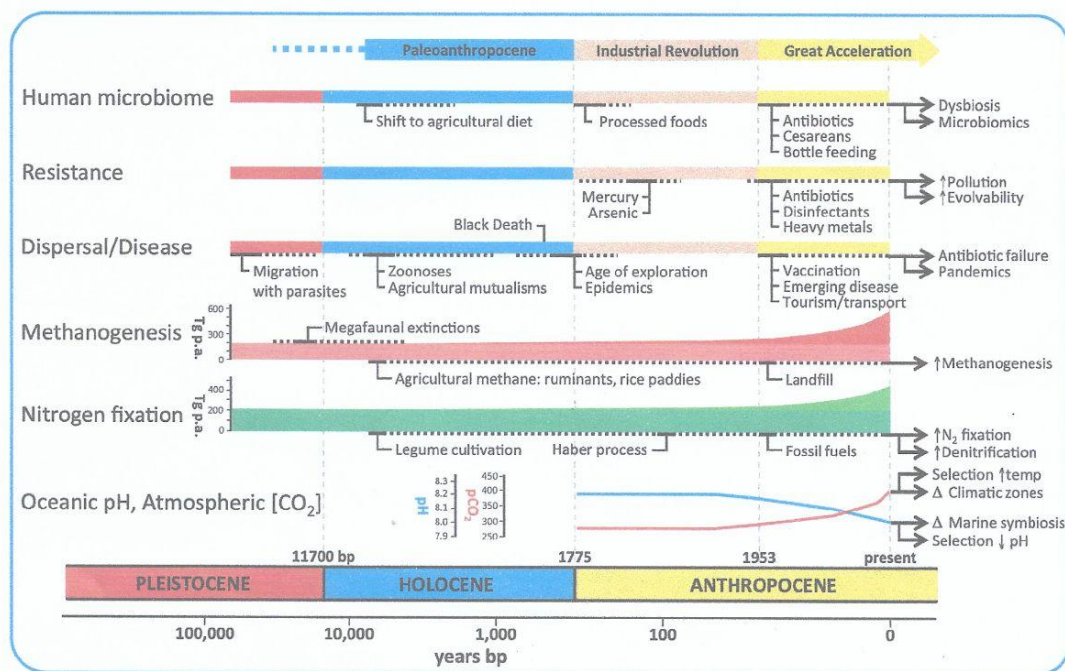 Paleoanthropocene Industrial Revolution Great Acceleration
Human microbiome
Shift to agricultural diet
Processed foods
Antibiotics
Cesareans
Bottle feeding
Dysbiosis
Microbiomics
Resistance
Mercury
Arsenic
Antibiotics
Disinfectants
Heavy metals
↑Pollution
↑Evolvability
Dispersal/Disease
Black Death
Migration
with parasites
Zoonoses
Agricultural mutualisms
Age of exploration
Epidemics
Vaccination
Emerging disease
Tourism/transport
Antibiotic failure
Pandemics
Methanogenesis
Tg p.a.
600
400
200
0
Megafaunal extinctions
Agricultural methane: ruminants, rice paddies
Landfill
↑Methanogenesis
Nitrogen fixation
Tg p.a.
400
200
0
Legume cultivation
Haber process
Fossil fuels
↑N₂ fixation
↑Denitrification
Oceanic pH, Atmospheric [CO₂]
pH
8.3
8.2
8.1
8.0
7.9
pCO₂
450
400
350
300
250
Selection ↑temp
Δ Climatic zones
Δ Marine symbiosis
Selection ↓ pH
11700 bp 1775 1953 present
PLEISTOCENE HOLOCENE ANTHROPOCENE
100,000 10,000 1,000 100 0
years bp